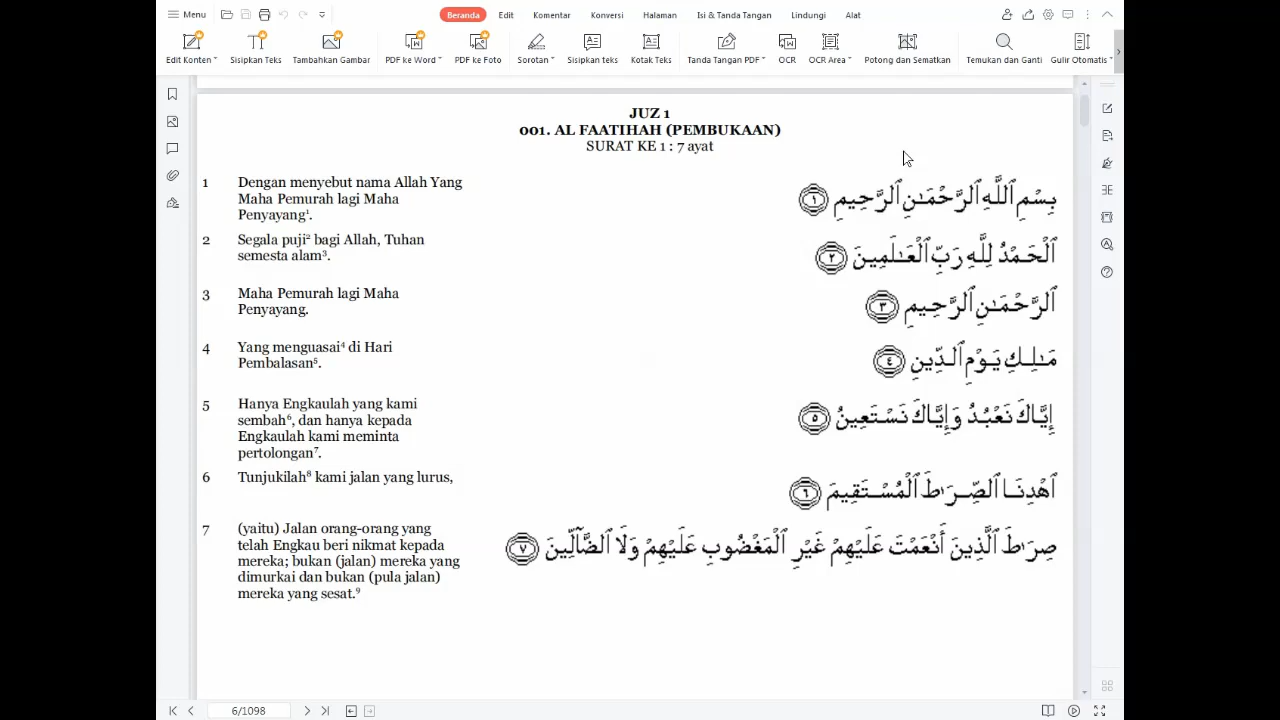 Menu
Beranda Edit Komentar Konversi Halaman Isi & Tanda Tangan Lindungi Alat
Edit Konten Sisipkan Teks Tambahkan Gambar PDF ke Word PDF ke Foto Sorotan Sisipkan teks Kotak Teks Tanda Tangan PDF OCR OCR Area Potong dan Sematkan Temukan dan Ganti Gulir Otomatis
JUZ 1
001. AL FAATIHAH (PEMBUKAAN)
SURAT KE 1 : 7 ayat
1 Dengan menyebut nama Allah Yang
Maha Pemurah lagi Maha
Penyayang¹.
بِسْمِ ٱللَّهِ ٱلرَّحْمَـٰنِ ٱلرَّحِيمِ ١
2 Segala puji² bagi Allah, Tuhan
semesta alam³.
ٱلْحَمْدُ لِلَّهِ رَبِّ ٱلْعَـٰلَمِينَ ٢
3 Maha Pemurah lagi Maha
Penyayang.
ٱلرَّحْمَـٰنِ ٱلرَّحِيمِ ٣
4 Yang menguasai⁴ di Hari
Pembalasan⁵.
مَـٰلِكِ يَوْمِ ٱلدِّينِ ٤
5 Hanya Engkaulah yang kami
sembah⁶, dan hanya kepada
Engkaulah kami meminta
pertolongan⁷.
إِيَّاكَ نَعْبُدُ وَإِيَّاكَ نَسْتَعِينُ ٥
6 Tunjukilah⁸ kami jalan yang lurus,
ٱهْدِنَا ٱلصِّرَٰطَ ٱلْمُسْتَقِيمَ ٦
7 (yaitu) Jalan orang-orang yang
telah Engkau beri nikmat kepada
mereka; bukan (jalan) mereka yang
dimurkai dan bukan (pula jalan)
mereka yang sesat.⁹
صِرَٰطَ ٱلَّذِينَ أَنْعَمْتَ عَلَيْهِمْ غَيْرِ ٱلْمَغْضُوبِ عَلَيْهِمْ وَلَا ٱلضَّآلِّينَ ٧
6/1098